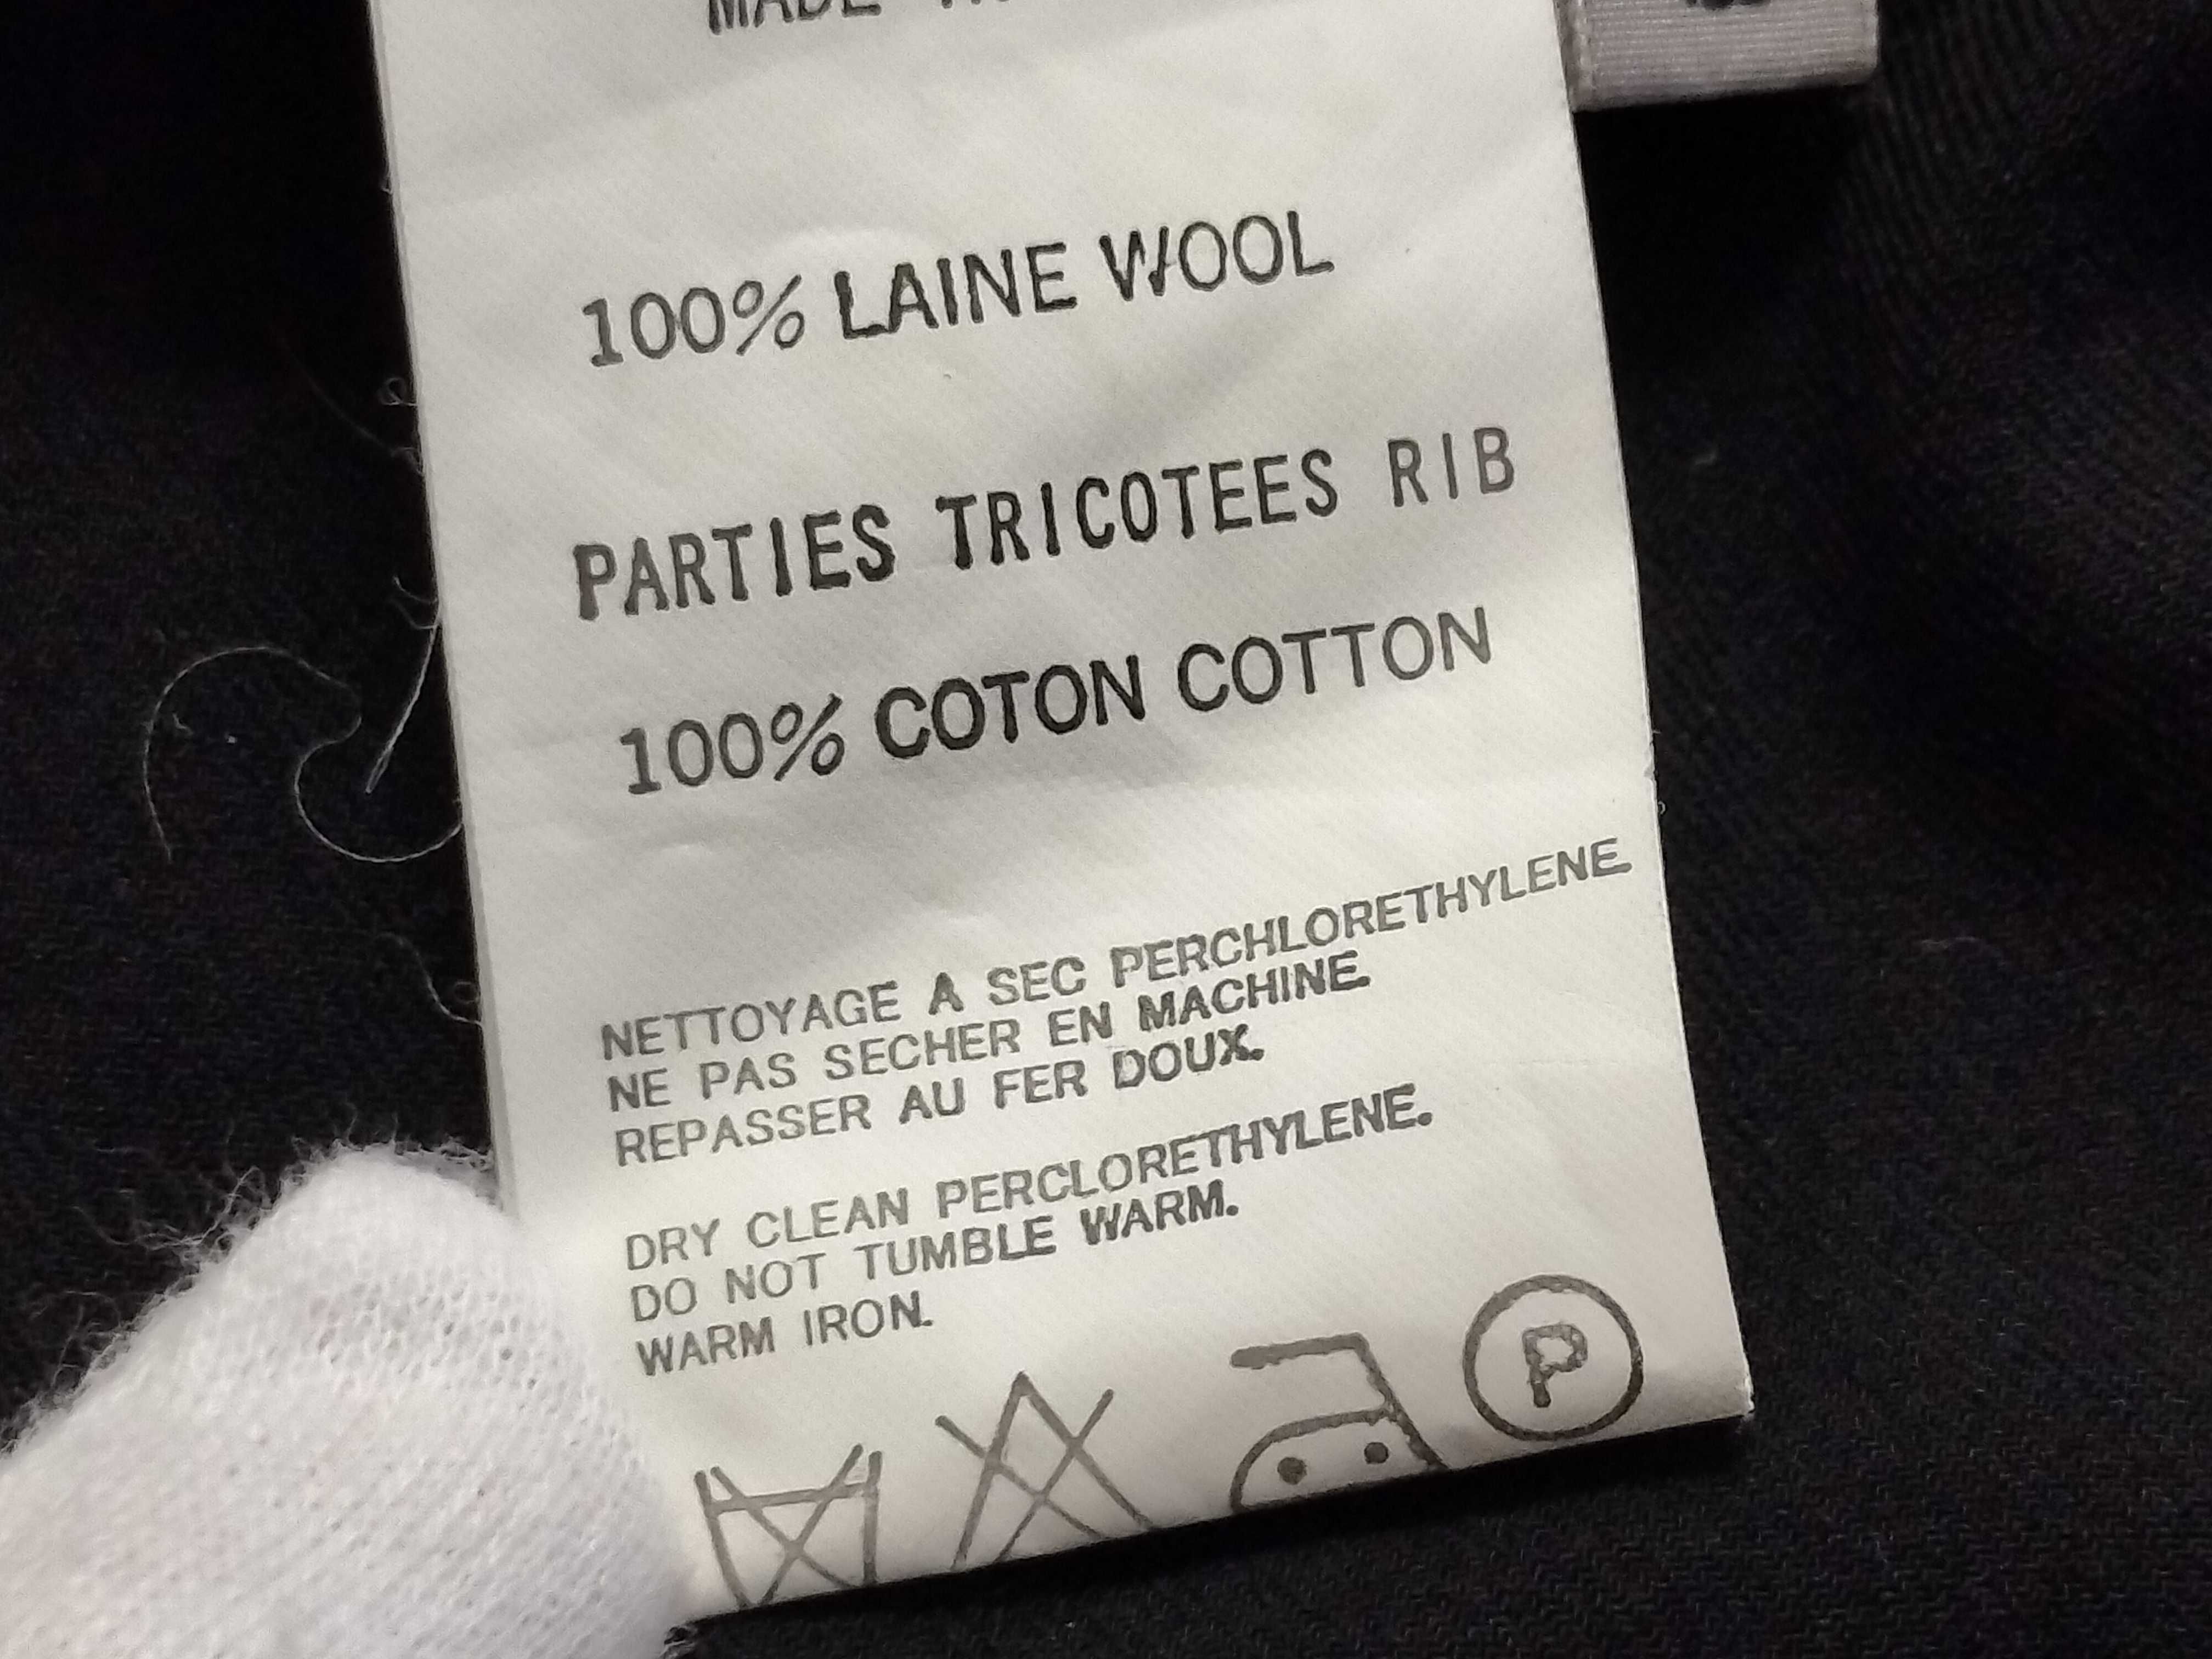 MADE
100% LAINE WOOL
PARTIES TRICOTEES RIB
100% COTON COTTON
NETTOYAGE A SEC PERCHLORETHYLENE.
NE PAS SECHER EN MACHINE.
REPASSER AU FER DOUX.
DRY CLEAN PERCLORETHYLENE.
DO NOT TUMBLE WARM.
WARM IRON.
P